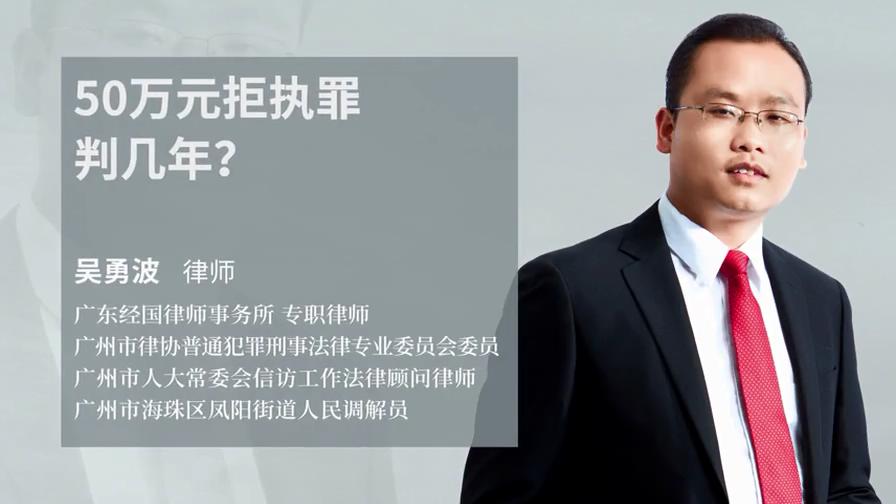 50万元拒执罪
判几年？
吴勇波 律师
广东经国律师事务所 专职律师
广州市律协普通犯罪刑事法律专业委员会委员
广州市人大常委会信访工作法律顾问律师
广州市海珠区凤阳街道人民调解员